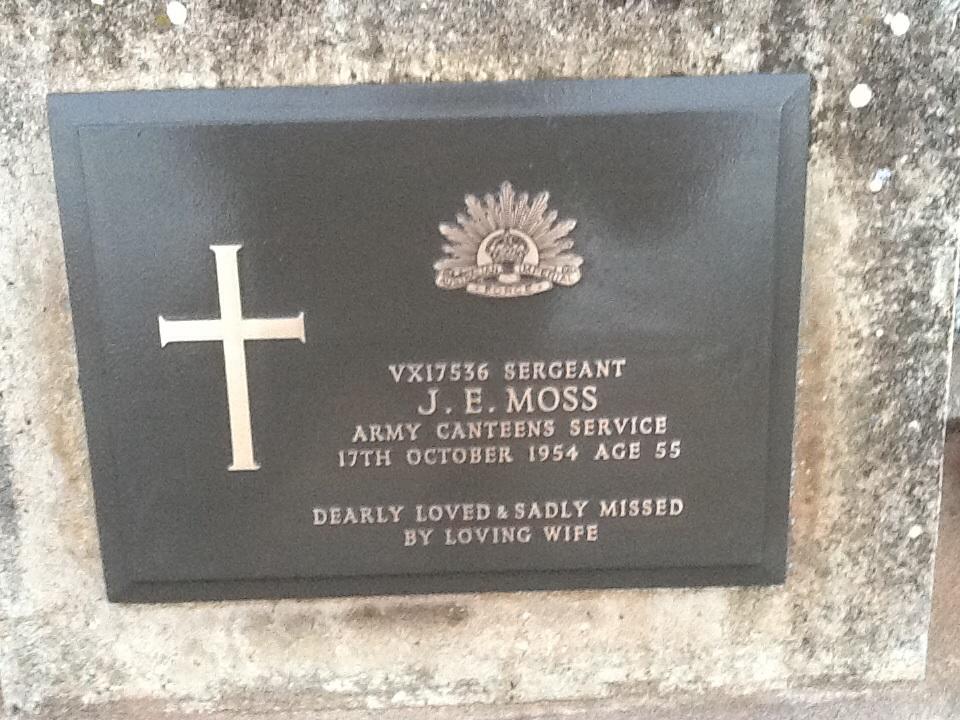 VX17536 SERGEANT
J. E. MOSS
ARMY CANTEENS SERVICE
17TH OCTOBER 1954 AGE 55
DEARLY LOVED & SADLY MISSED
BY LOVING WIFE